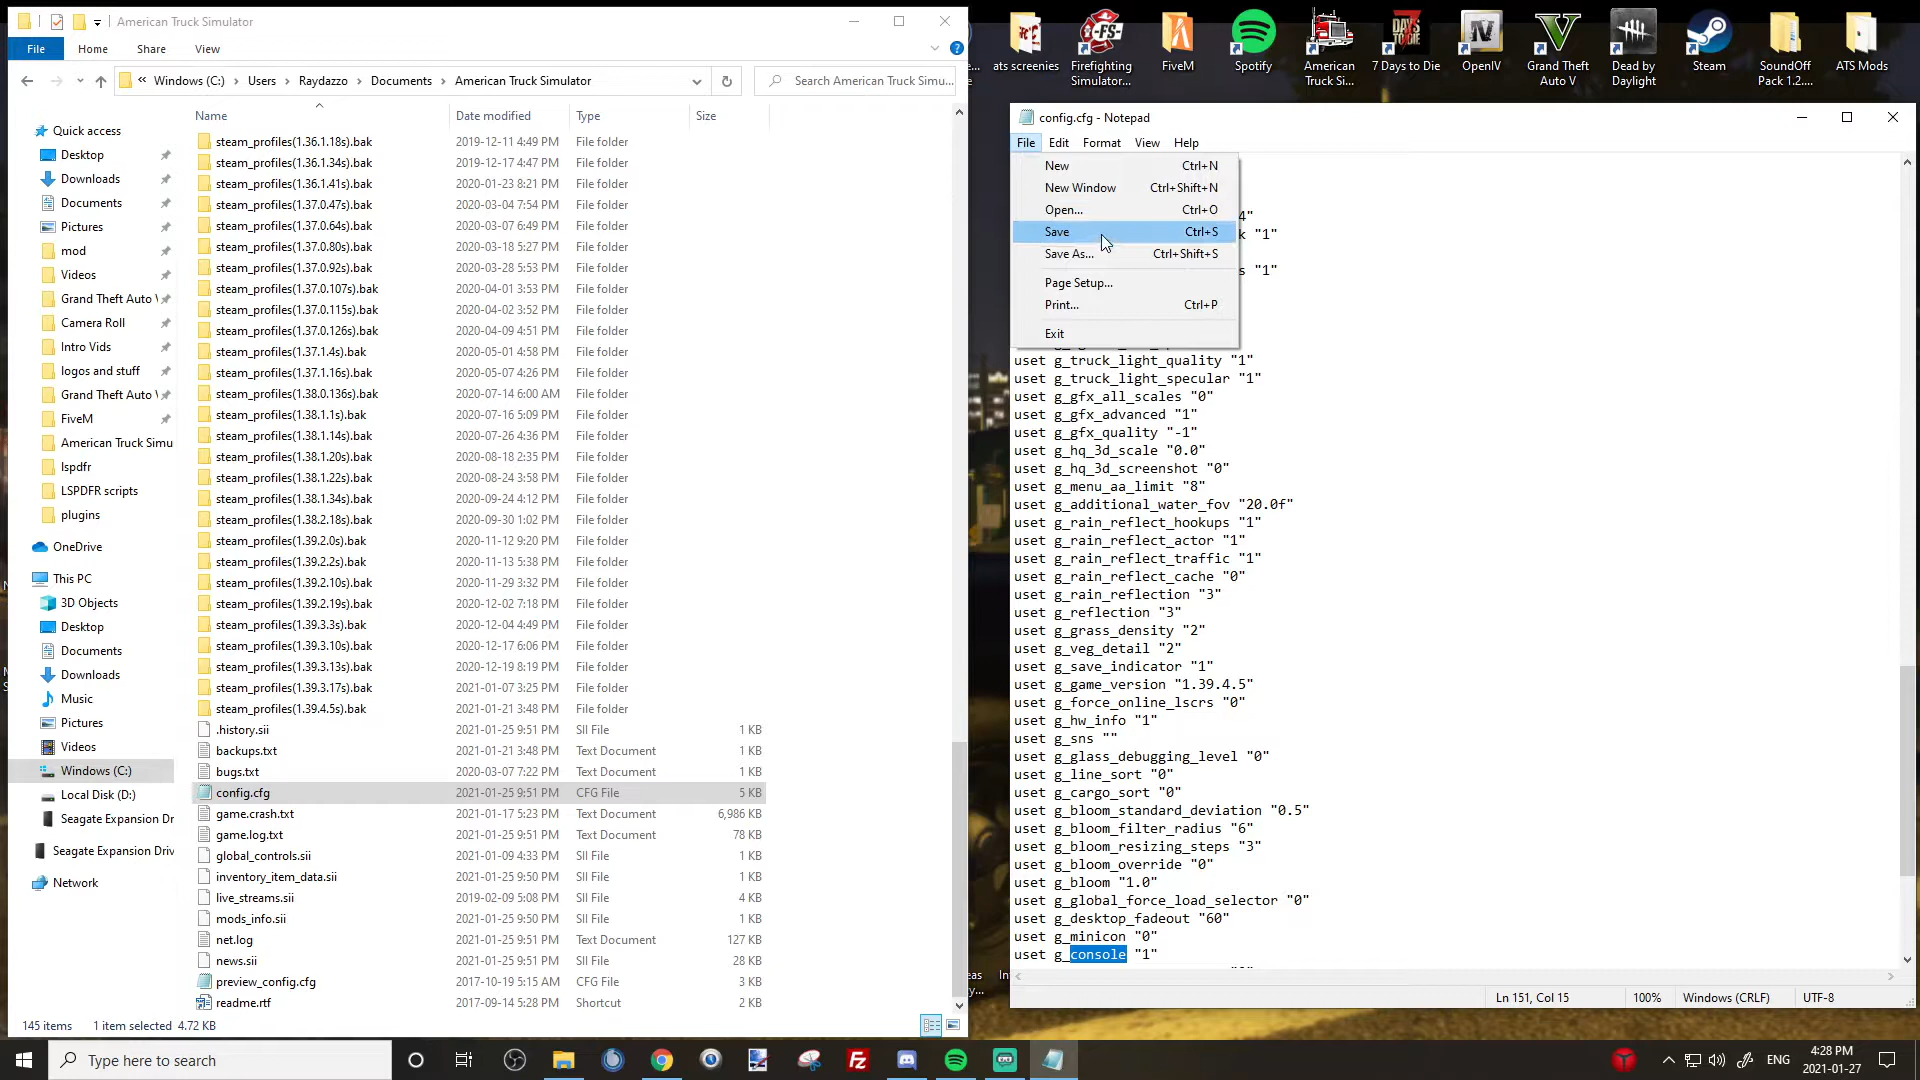 American Truck Simulator
File Home Share View
« Windows (C:) > Users > Raydazzo > Documents > American Truck Simulator
Search American Truck Simu...
Name Date modified Type Size
Quick access
Desktop
Downloads
Documents
Pictures
mod
Videos
Grand Theft Auto V
Camera Roll
Intro Vids
logos and stuff
Grand Theft Auto V
FiveM
American Truck Simu
lspdfr
LSPDFR scripts
plugins
OneDrive
This PC
3D Objects
Desktop
Documents
Downloads
Music
Pictures
Videos
Windows (C:)
Local Disk (D:)
Seagate Expansion Dr
Seagate Expansion Driv
Network
steam_profiles(1.36.1.18s).bak 2019-12-11 4:49 PM File folder
steam_profiles(1.36.1.34s).bak 2019-12-17 4:47 PM File folder
steam_profiles(1.36.1.41s).bak 2020-01-23 8:21 PM File folder
steam_profiles(1.37.0.47s).bak 2020-03-04 7:54 PM File folder
steam_profiles(1.37.0.64s).bak 2020-03-07 6:49 PM File folder
steam_profiles(1.37.0.80s).bak 2020-03-18 5:27 PM File folder
steam_profiles(1.37.0.92s).bak 2020-03-28 5:53 PM File folder
steam_profiles(1.37.0.107s).bak 2020-04-01 3:53 PM File folder
steam_profiles(1.37.0.115s).bak 2020-04-02 3:52 PM File folder
steam_profiles(1.37.0.126s).bak 2020-04-09 4:51 PM File folder
steam_profiles(1.37.1.4s).bak 2020-05-01 4:58 PM File folder
steam_profiles(1.37.1.16s).bak 2020-05-07 4:26 PM File folder
steam_profiles(1.38.0.136s).bak 2020-07-14 6:00 AM File folder
steam_profiles(1.38.1.1s).bak 2020-07-16 5:09 PM File folder
steam_profiles(1.38.1.14s).bak 2020-07-26 4:36 PM File folder
steam_profiles(1.38.1.20s).bak 2020-08-18 2:35 PM File folder
steam_profiles(1.38.1.22s).bak 2020-08-24 3:58 PM File folder
steam_profiles(1.38.1.34s).bak 2020-09-24 4:12 PM File folder
steam_profiles(1.38.2.18s).bak 2020-09-30 1:02 PM File folder
steam_profiles(1.39.2.0s).bak 2020-11-12 9:20 PM File folder
steam_profiles(1.39.2.2s).bak 2020-11-13 5:38 PM File folder
steam_profiles(1.39.2.10s).bak 2020-11-29 3:32 PM File folder
steam_profiles(1.39.2.19s).bak 2020-12-02 7:18 PM File folder
steam_profiles(1.39.3.3s).bak 2020-12-04 4:49 PM File folder
steam_profiles(1.39.3.10s).bak 2020-12-17 6:06 PM File folder
steam_profiles(1.39.3.13s).bak 2020-12-19 8:19 PM File folder
steam_profiles(1.39.3.17s).bak 2021-01-07 3:25 PM File folder
steam_profiles(1.39.4.5s).bak 2021-01-21 3:48 PM File folder
.history.sii 2021-01-25 9:51 PM SII File 1 KB
backups.txt 2021-01-21 3:48 PM Text Document 1 KB
bugs.txt 2020-03-07 7:22 PM Text Document 1 KB
config.cfg 2021-01-25 9:51 PM CFG File 5 KB
game.crash.txt 2021-01-17 5:23 PM Text Document 6,986 KB
game.log.txt 2021-01-25 9:51 PM Text Document 78 KB
global_controls.sii 2021-01-09 4:33 PM SII File 1 KB
inventory_item_data.sii 2021-01-25 9:50 PM SII File 1 KB
live_streams.sii 2019-02-09 5:08 PM SII File 4 KB
mods_info.sii 2021-01-25 9:50 PM SII File 1 KB
net.log 2021-01-25 9:51 PM Text Document 127 KB
news.sii 2021-01-25 9:51 PM SII File 28 KB
preview_config.cfg 2017-10-19 5:15 AM CFG File 3 KB
readme.rtf 2017-09-14 5:28 PM Shortcut 2 KB
145 items 1 item selected 4.72 KB
ats screenies
Firefighting Simulator...
FiveM
Spotify
American Truck Si...
7 Days to Die
OpenIV
Grand Theft Auto V
Dead by Daylight
Steam
SoundOff Pack 1.2....
ATS Mods
config.cfg - Notepad
File Edit Format View Help
New Ctrl+N
New Window Ctrl+Shift+N
Open... Ctrl+O
Save Ctrl+S
Save As... Ctrl+Shift+S
Page Setup...
Print... Ctrl+P
Exit
4"
k "1"
s "1"
uset g_truck_light_quality "1"
uset g_truck_light_specular "1"
uset g_gfx_all_scales "0"
uset g_gfx_advanced "1"
uset g_gfx_quality "-1"
uset g_hq_3d_scale "0.0"
uset g_hq_3d_screenshot "0"
uset g_menu_aa_limit "8"
uset g_additional_water_fov "20.0f"
uset g_rain_reflect_hookups "1"
uset g_rain_reflect_actor "1"
uset g_rain_reflect_traffic "1"
uset g_rain_reflect_cache "0"
uset g_rain_reflection "3"
uset g_reflection "3"
uset g_grass_density "2"
uset g_veg_detail "2"
uset g_save_indicator "1"
uset g_game_version "1.39.4.5"
uset g_force_online_lscrs "0"
uset g_hw_info "1"
uset g_sns ""
uset g_glass_debugging_level "0"
uset g_line_sort "0"
uset g_cargo_sort "0"
uset g_bloom_standard_deviation "0.5"
uset g_bloom_filter_radius "6"
uset g_bloom_resizing_steps "3"
uset g_bloom_override "0"
uset g_bloom "1.0"
uset g_global_force_load_selector "0"
uset g_desktop_fadeout "60"
uset g_minicon "0"
uset g_console "1"
Ln 151, Col 15 100% Windows (CRLF) UTF-8
Type here to search
ENG
4:28 PM
2021-01-27